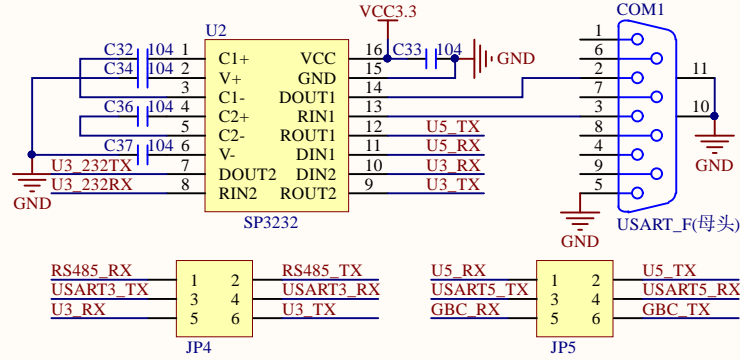 U2
VCC3.3
COM1
C32 104 1 C1+ VCC 16 C33 104 GND
C34 104 2 V+ GND 15
3 C1- DOUT1 14
C36 104 4 C2+ RIN1 13
5 C2- ROUT1 12 U5_TX
C37 104 6 V- DIN1 11 U5_RX
U3_232TX 7 DOUT2 DIN2 10 U3_RX
U3_232RX 8 RIN2 ROUT2 9 U3_TX
GND
SP3232
1
6
2
7
3
8
4
9
5
11
10
GND
GND
USART_F(母头)
RS485_RX 1 2 RS485_TX
USART3_TX 3 4 USART3_RX
U3_RX 5 6 U3_TX
JP4
U5_RX 1 2 U5_TX
USART5_TX 3 4 USART5_RX
GBC_RX 5 6 GBC_TX
JP5